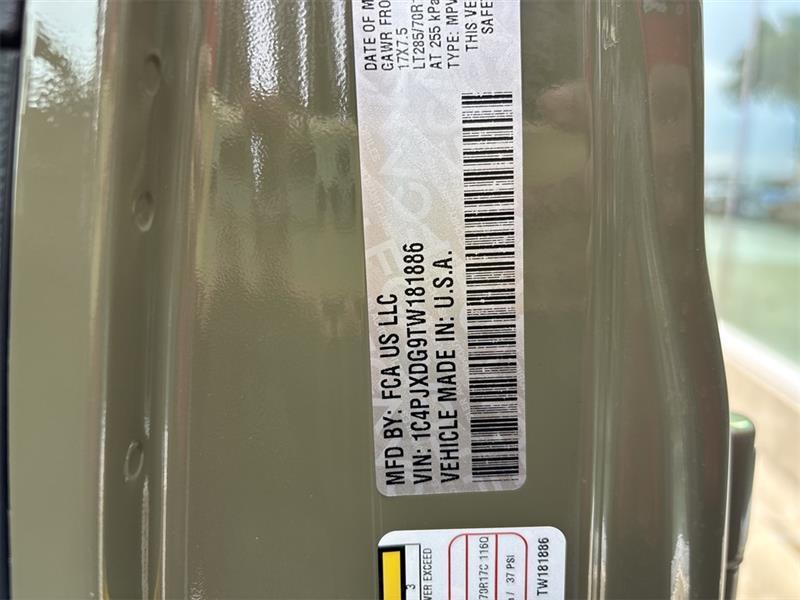 DATE OF M
GAWR FRO
17X7.5
LT285/70R1
AT 255 kPa
TYPE: MPV
THIS VE
SAFE
MFD BY: FCA US LLC
VIN: 1C4PJXDG9TW181886
VEHICLE MADE IN: U.S.A.
3
VER EXCEED
70R17C 116Q
/ 37 PSI
TW181886